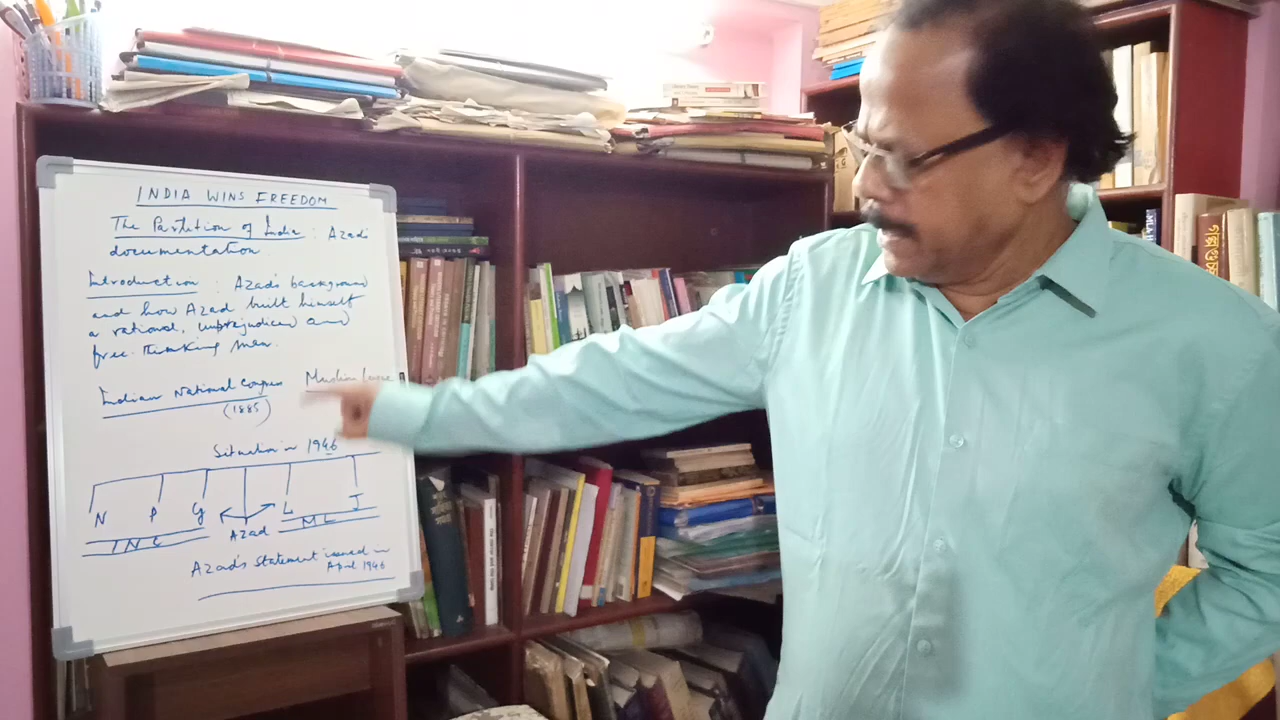 INDIA WINS FREEDOM
The Partition of India : Azad's
documentation.
Introduction : Azad's background
and how Azad built himself
a rational, unprejudiced and
free-thinking man.
Indian National Congress Muslim League
(1885)
Situation in 1946
N P G L J
INC Azad ML
Azad's statement issued in
April 1946